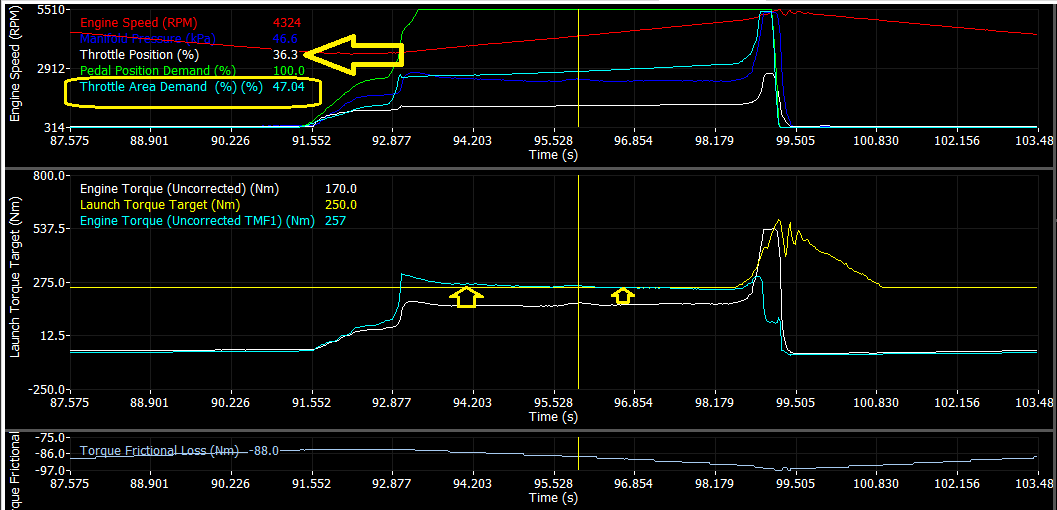 5510
Engine Speed (RPM) 4324
Manifold Pressure (kPa) 46.6
Throttle Position (%) 36.3
2912
Pedal Position Demand (%) 100.0
Throttle Area Demand (%) (%) 47.04
314
Engine Speed (RPM)
87.575 88.901 90.226 91.552 92.877 94.203 95.528 96.854 98.179 99.505 100.830 102.156 103.48
Time (s)
800.0
Engine Torque (Uncorrected) (Nm) 170.0
Launch Torque Target (Nm) 250.0
Engine Torque (Uncorrected TMF1) (Nm) 257
537.5
275.0
12.5
-250.0
Launch Torque Target (Nm)
87.575 88.901 90.226 91.552 92.877 94.203 95.528 96.854 98.179 99.505 100.830 102.156 103.48
Time (s)
-75.0
Torque Frictional Loss (Nm) -88.0
-86.0
-97.0
rque Frictional
87.575 88.901 90.226 91.552 92.877 94.203 95.528 96.854 98.179 99.505 100.830 102.156 103.48
Time (s)